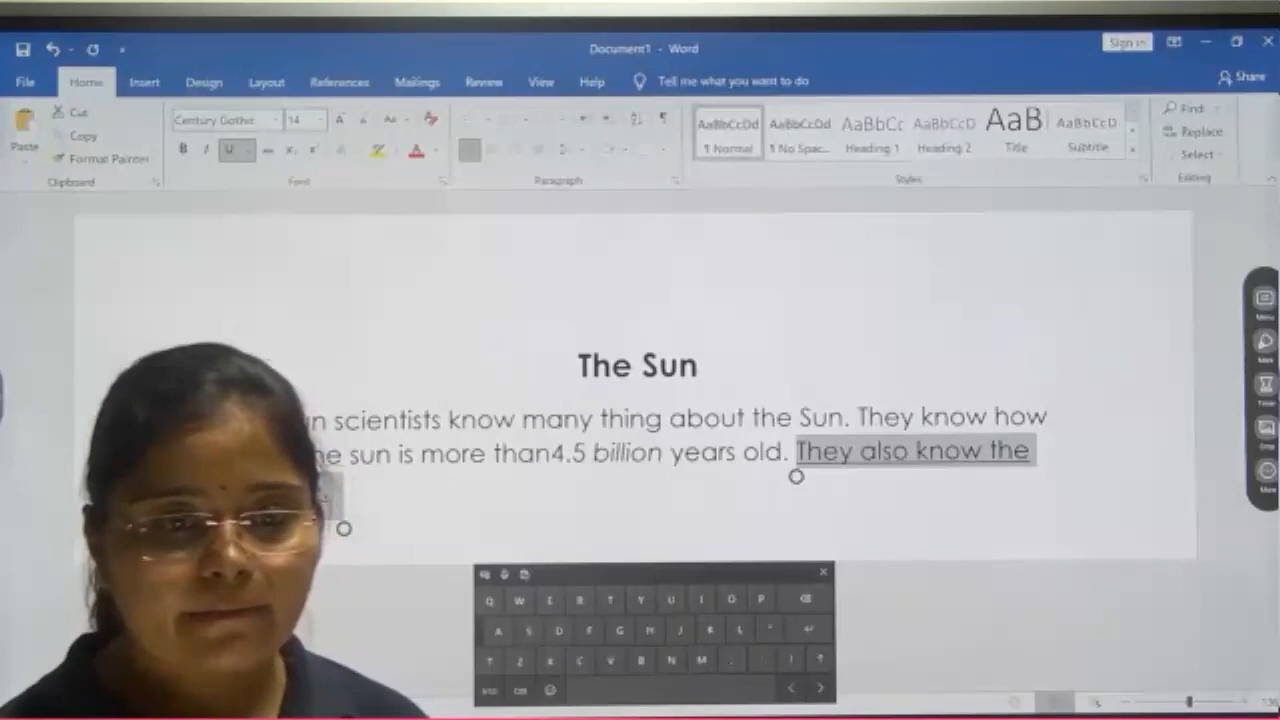 Document1 - Word
Sign in
File Home Insert Design Layout References Mailings Review View Help Tell me what you want to do
Share
Paste
Cut
Copy
Format Painter
Clipboard
Century Gothic 14
B I U
Font
Paragraph
AaBbCcDd
¶ Normal
AaBbCcDd
¶ No Spac...
AaBbCc
Heading 1
AaBbCcD
Heading 2
AaB
Title
AaBbCcD
Subtitle
Styles
Find
Replace
Select
Editing
The Sun
scientists know many thing about the Sun. They know how
sun is more than4.5 billion years old. They also know the
Q W E R T Y U I O P
A S D F G H J K L
Z X C V B N M